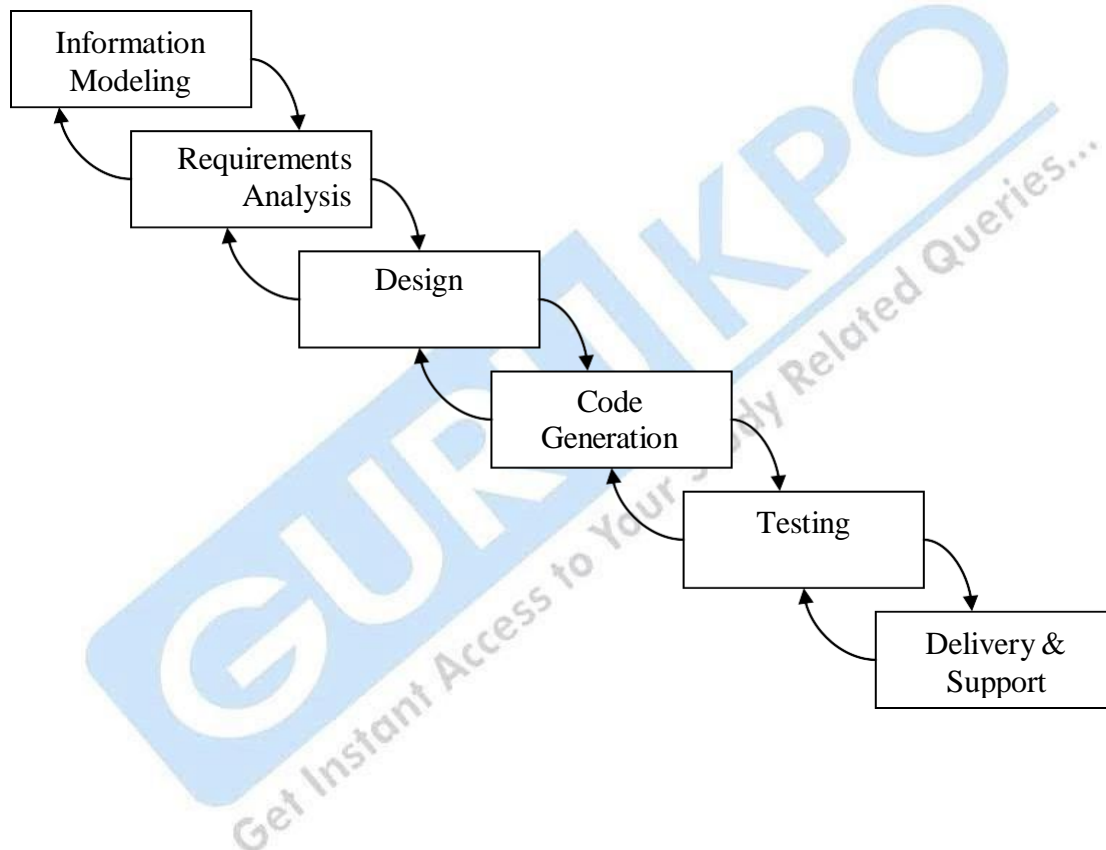 Information
Modeling
Requirements
Analysis
Design
Code
Generation
Testing
Delivery &
Support
GURUKPO
Get Instant Access to Your Study Related Queries...